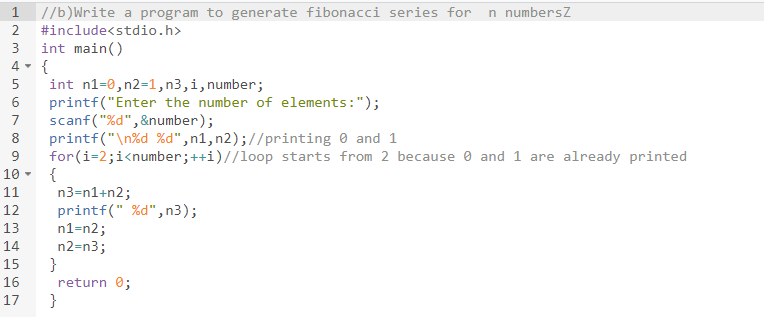 1 //b)Write a program to generate fibonacci series for  n numbersZ
2 #include<stdio.h>
3 int main()
4 {
5  int n1=0,n2=1,n3,i,number;
6  printf("Enter the number of elements:");
7  scanf("%d",&number);
8  printf("\n%d %d",n1,n2);//printing 0 and 1
9  for(i=2;i<number;++i)//loop starts from 2 because 0 and 1 are already printed
10  {
11   n3=n1+n2;
12   printf(" %d",n3);
13   n1=n2;
14   n2=n3;
15  }
16   return 0;
17  }